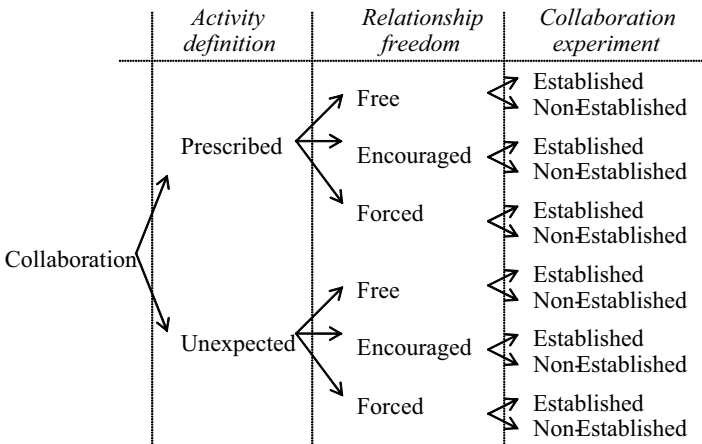 Activity definition
Relationship freedom
Collaboration experiment
Collaboration
Prescribed
Free
Established
Non-Established
Encouraged
Established
Non-Established
Forced
Established
Non-Established
Unexpected
Free
Established
Non-Established
Encouraged
Established
Non-Established
Forced
Established
Non-Established